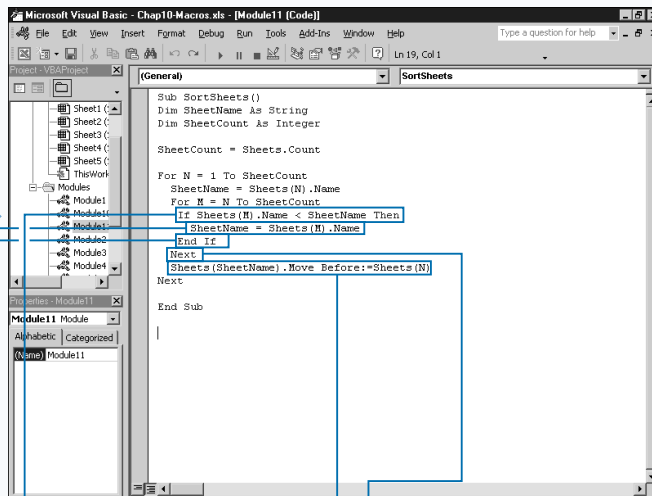 Microsoft Visual Basic - Chap10-Macros.xls - [Module11 (Code)]
File Edit View Insert Format Debug Run Tools Add-Ins Window Help
Type a question for help
Ln 19, Col 1
Project - VBAProject
(General)
SortSheets
Sheet1 (
Sheet2 (
Sheet3 (
Sheet4 (
Sheet5 (
ThisWork
Modules
Module1
Module10
Module11
Module2
Module3
Module4
Sub SortSheets()
Dim SheetName As String
Dim SheetCount As Integer
SheetCount = Sheets.Count
For N = 1 To SheetCount
SheetName = Sheets(N).Name
For M = N To SheetCount
If Sheets(M).Name < SheetName Then
SheetName = Sheets(M).Name
End If
Next
Sheets(SheetName).Move Before:=Sheets(N)
Next
End Sub
Properties - Module11
Module11 Module
Alphabetic Categorized
(Name) Module11